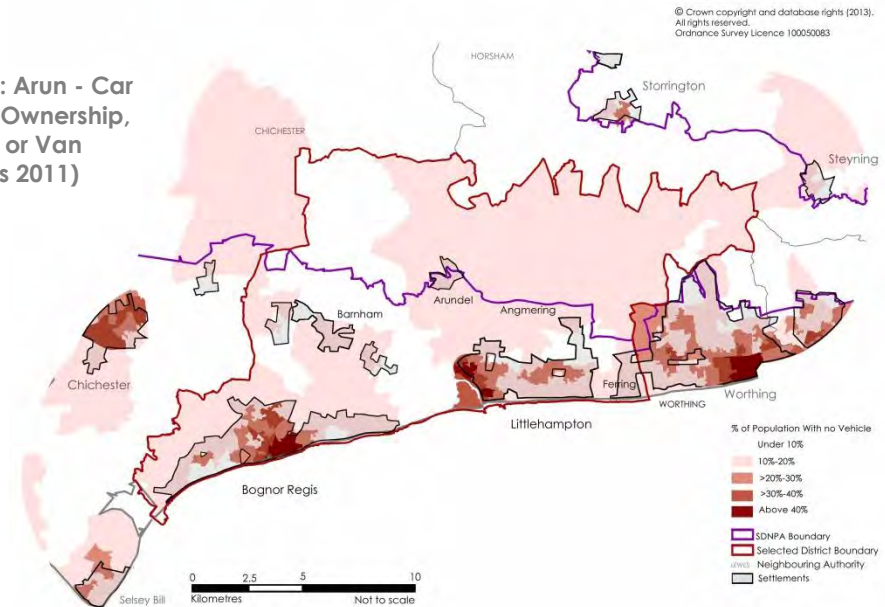 © Crown copyright and database rights (2013).
All rights reserved.
Ordnance Survey Licence 100050083
: Arun - Car
Ownership,
or Van
s 2011)
HORSHAM
Storrington
CHICHESTER
Steyning
Arundel
Barnham
Angmering
Chichester
Ferring
WORTHING
Worthing
Littlehampton
Bognor Regis
Selsey Bill
% of Population With no Vehicle
Under 10%
10%-20%
>20%-30%
>30%-40%
Above 40%
SDNPA Boundary
Selected District Boundary
Neighbouring Authority
Settlements
0 2.5 5 10
Kilometres Not to scale